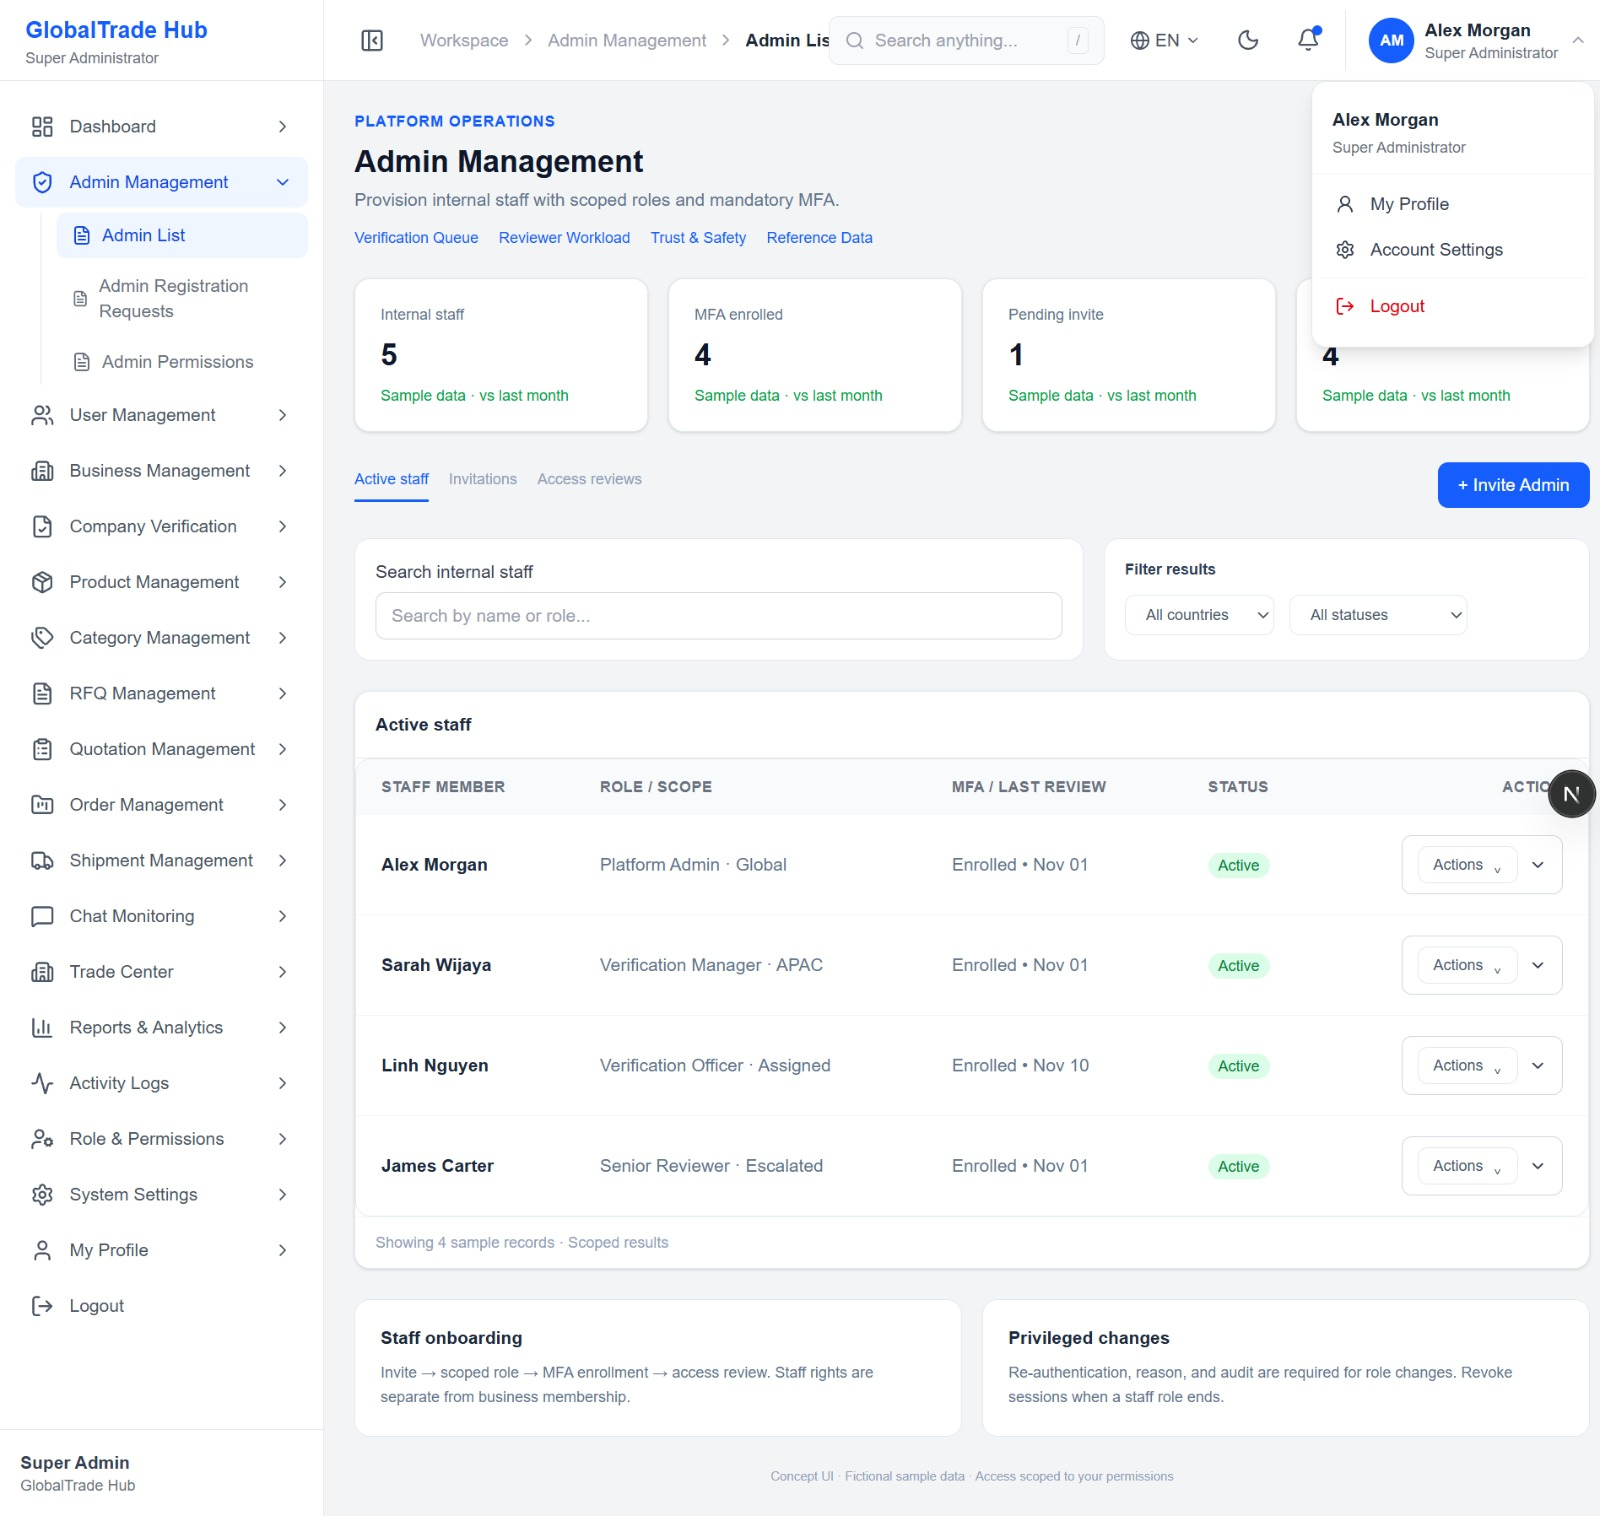 GlobalTrade Hub
Super Administrator
Workspace > Admin Management > Admin Lis
Search anything... /
EN
AM
Alex Morgan
Super Administrator
Alex Morgan
Super Administrator
My Profile
Account Settings
Logout
Dashboard
Admin Management
Admin List
Admin Registration
Requests
Admin Permissions
User Management
Business Management
Company Verification
Product Management
Category Management
RFQ Management
Quotation Management
Order Management
Shipment Management
Chat Monitoring
Trade Center
Reports & Analytics
Activity Logs
Role & Permissions
System Settings
My Profile
Logout
Super Admin
GlobalTrade Hub
PLATFORM OPERATIONS
Admin Management
Provision internal staff with scoped roles and mandatory MFA.
Verification Queue Reviewer Workload Trust & Safety Reference Data
Internal staff
5
Sample data · vs last month
MFA enrolled
4
Sample data · vs last month
Pending invite
1
Sample data · vs last month
4
Sample data · vs last month
Active staff Invitations Access reviews
+ Invite Admin
Search internal staff
Search by name or role...
Filter results
All countries All statuses
Active staff
STAFF MEMBER ROLE / SCOPE MFA / LAST REVIEW STATUS ACTIO
N
Alex Morgan Platform Admin · Global Enrolled • Nov 01 Active Actions v
Sarah Wijaya Verification Manager · APAC Enrolled • Nov 01 Active Actions v
Linh Nguyen Verification Officer · Assigned Enrolled • Nov 10 Active Actions v
James Carter Senior Reviewer · Escalated Enrolled • Nov 01 Active Actions v
Showing 4 sample records · Scoped results
Staff onboarding
Invite → scoped role → MFA enrollment → access review. Staff rights are
separate from business membership.
Privileged changes
Re-authentication, reason, and audit are required for role changes. Revoke
sessions when a staff role ends.
Concept UI · Fictional sample data · Access scoped to your permissions